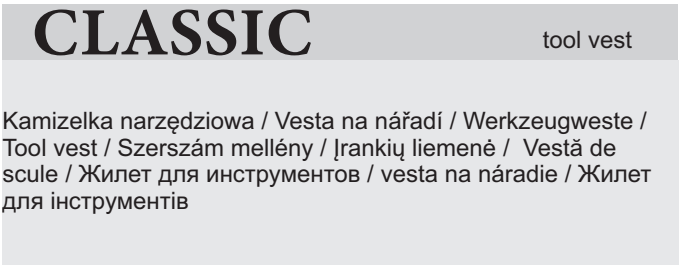 CLASSIC tool vest
Kamizelka narzędziowa / Vesta na nářadí / Werkzeugweste /
Tool vest / Szerszám mellény / Įrankių liemenė / Vestă de
scule / Жилет для инструментов / vesta na náradie / Жилет
для інструментів